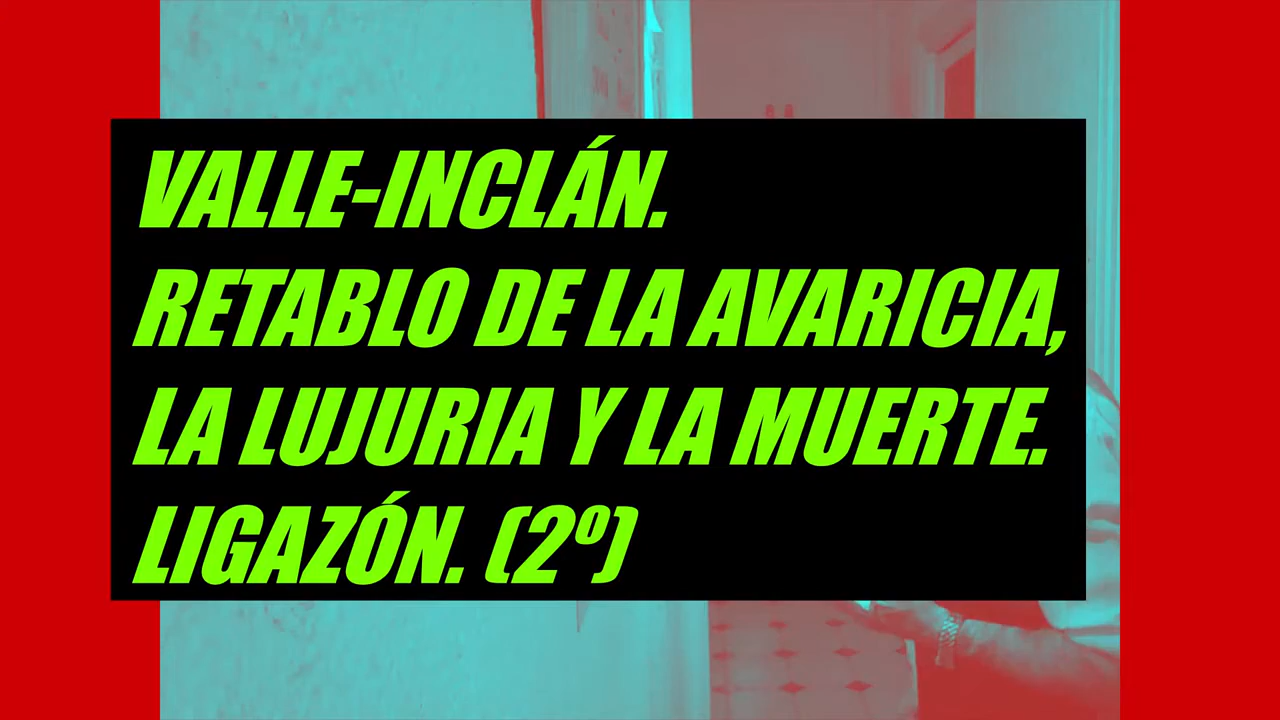 VALLE-INCLÁN.
RETABLO DE LA AVARICIA,
LA LUJURIA Y LA MUERTE.
LIGAZÓN. (2º)